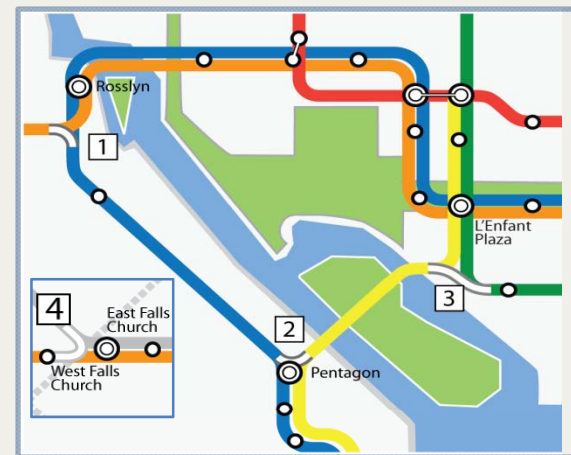 Rosslyn
1
L'Enfant
Plaza
3
2
Pentagon
4
East Falls
Church
West Falls
Church